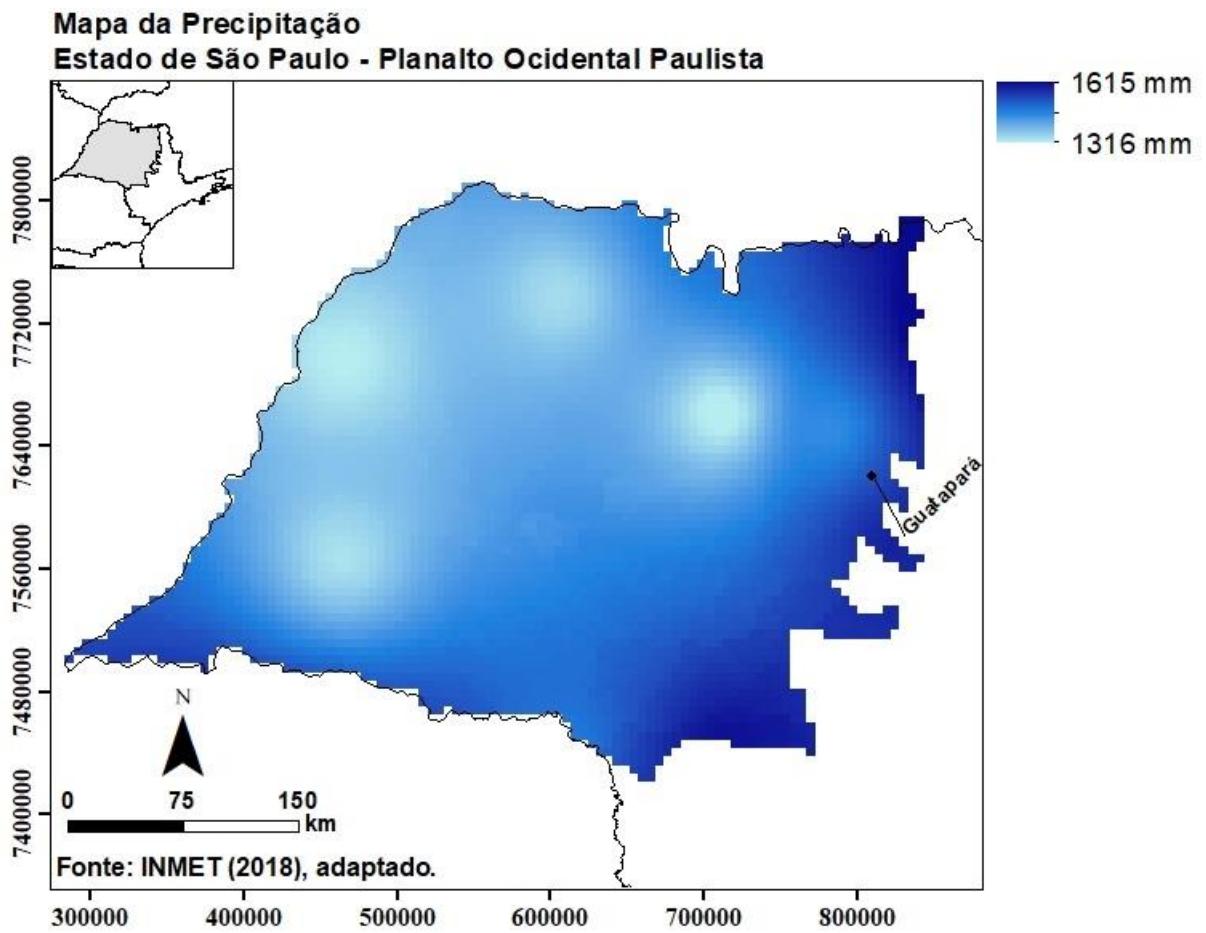 Mapa da Precipitação
Estado de São Paulo - Planalto Ocidental Paulista
1615 mm
1316 mm
7800000
7720000
7640000
7560000
7480000
7400000
Guatapará
N
0 75 150
km
Fonte: INMET (2018), adaptado.
300000 400000 500000 600000 700000 800000